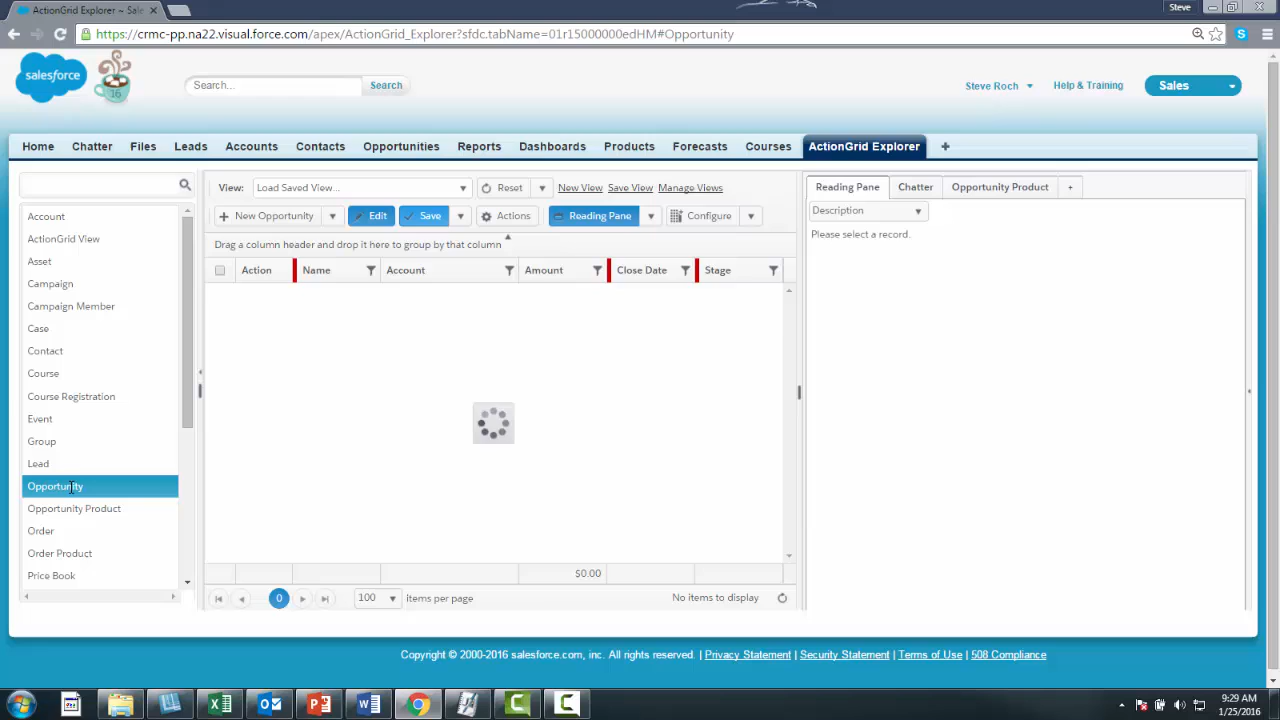 ActionGrid Explorer ~ Sale
Steve
https://crmc-pp.na22.visual.force.com/apex/ActionGrid_Explorer?sfdc.tabName=01r15000000edHM#Opportunity
salesforce
16
Search...
Search
Steve Roch
Help & Training
Sales
Home
Chatter
Files
Leads
Accounts
Contacts
Opportunities
Reports
Dashboards
Products
Forecasts
Courses
ActionGrid Explorer
+
Account
ActionGrid View
Asset
Campaign
Campaign Member
Case
Contact
Course
Course Registration
Event
Group
Lead
Opportunity
Opportunity Product
Order
Order Product
Price Book
View:
Load Saved View...
Reset
New View
Save View
Manage Views
+ New Opportunity
Edit
Save
Actions
Reading Pane
Configure
Drag a column header and drop it here to group by that column
Action
Name
Account
Amount
Close Date
Stage
$0.00
0
100
items per page
No items to display
Reading Pane
Chatter
Opportunity Product
+
Description
Please select a record.
Copyright © 2000-2016 salesforce.com, inc. All rights reserved. | Privacy Statement | Security Statement | Terms of Use | 508 Compliance
9:29 AM
1/25/2016